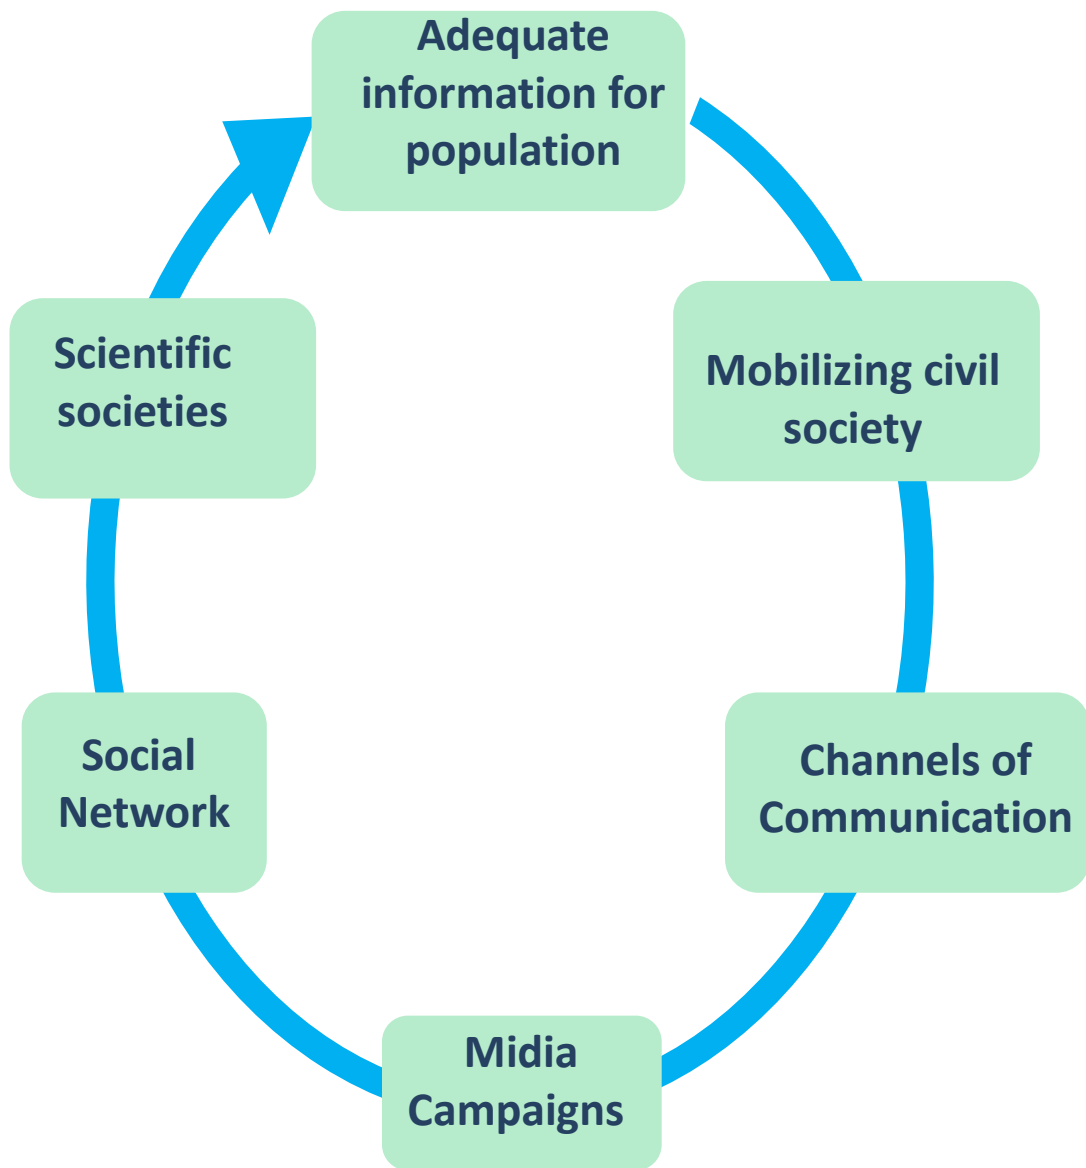 Adequate
information for
population
Mobilizing civil
society
Channels of
Communication
Midia
Campaigns
Social
Network
Scientific
societies